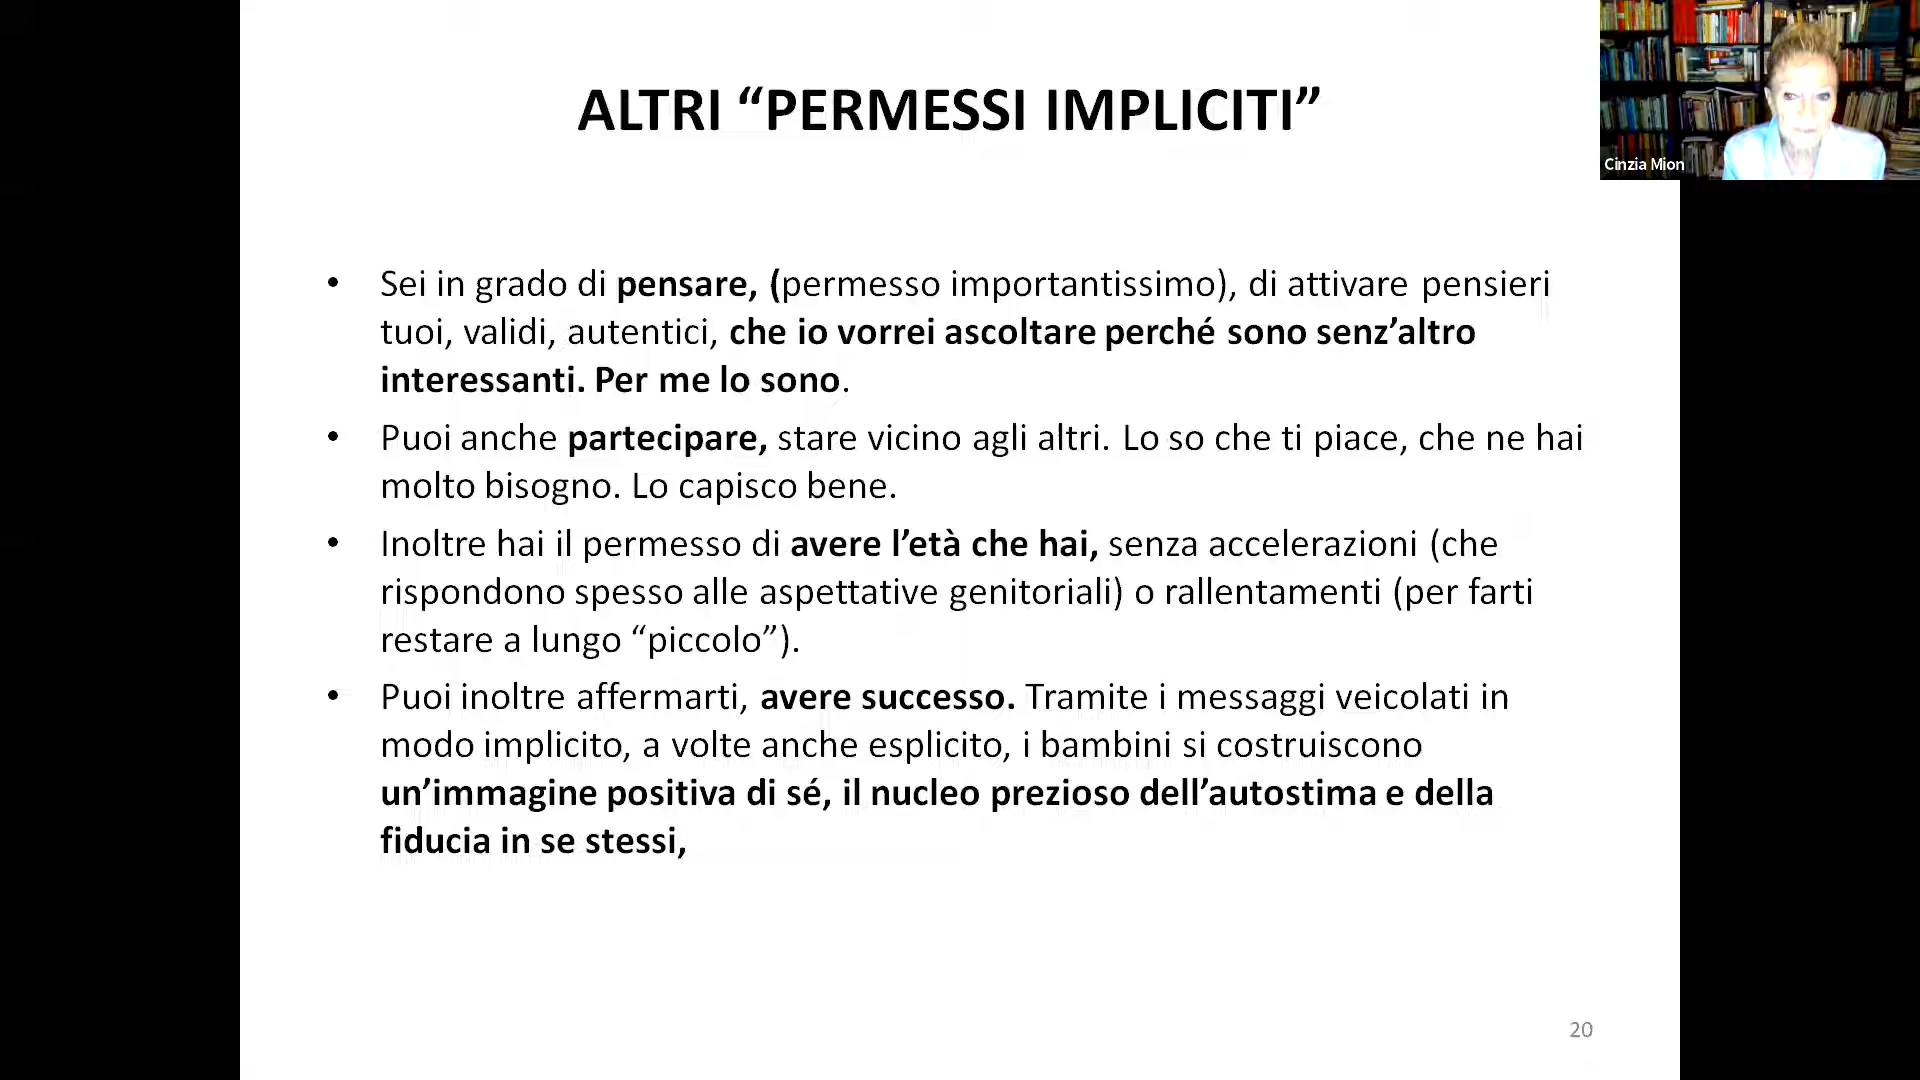 ALTRI “PERMESSI IMPLICITI”
Cinzia Mion
• Sei in grado di pensare, (permesso importantissimo), di attivare pensieri
tuoi, validi, autentici, che io vorrei ascoltare perché sono senz’altro
interessanti. Per me lo sono.
• Puoi anche partecipare, stare vicino agli altri. Lo so che ti piace, che ne hai
molto bisogno. Lo capisco bene.
• Inoltre hai il permesso di avere l’età che hai, senza accelerazioni (che
rispondono spesso alle aspettative genitoriali) o rallentamenti (per farti
restare a lungo “piccolo”).
• Puoi inoltre affermarti, avere successo. Tramite i messaggi veicolati in
modo implicito, a volte anche esplicito, i bambini si costruiscono
un’immagine positiva di sé, il nucleo prezioso dell’autostima e della
fiducia in se stessi,
20